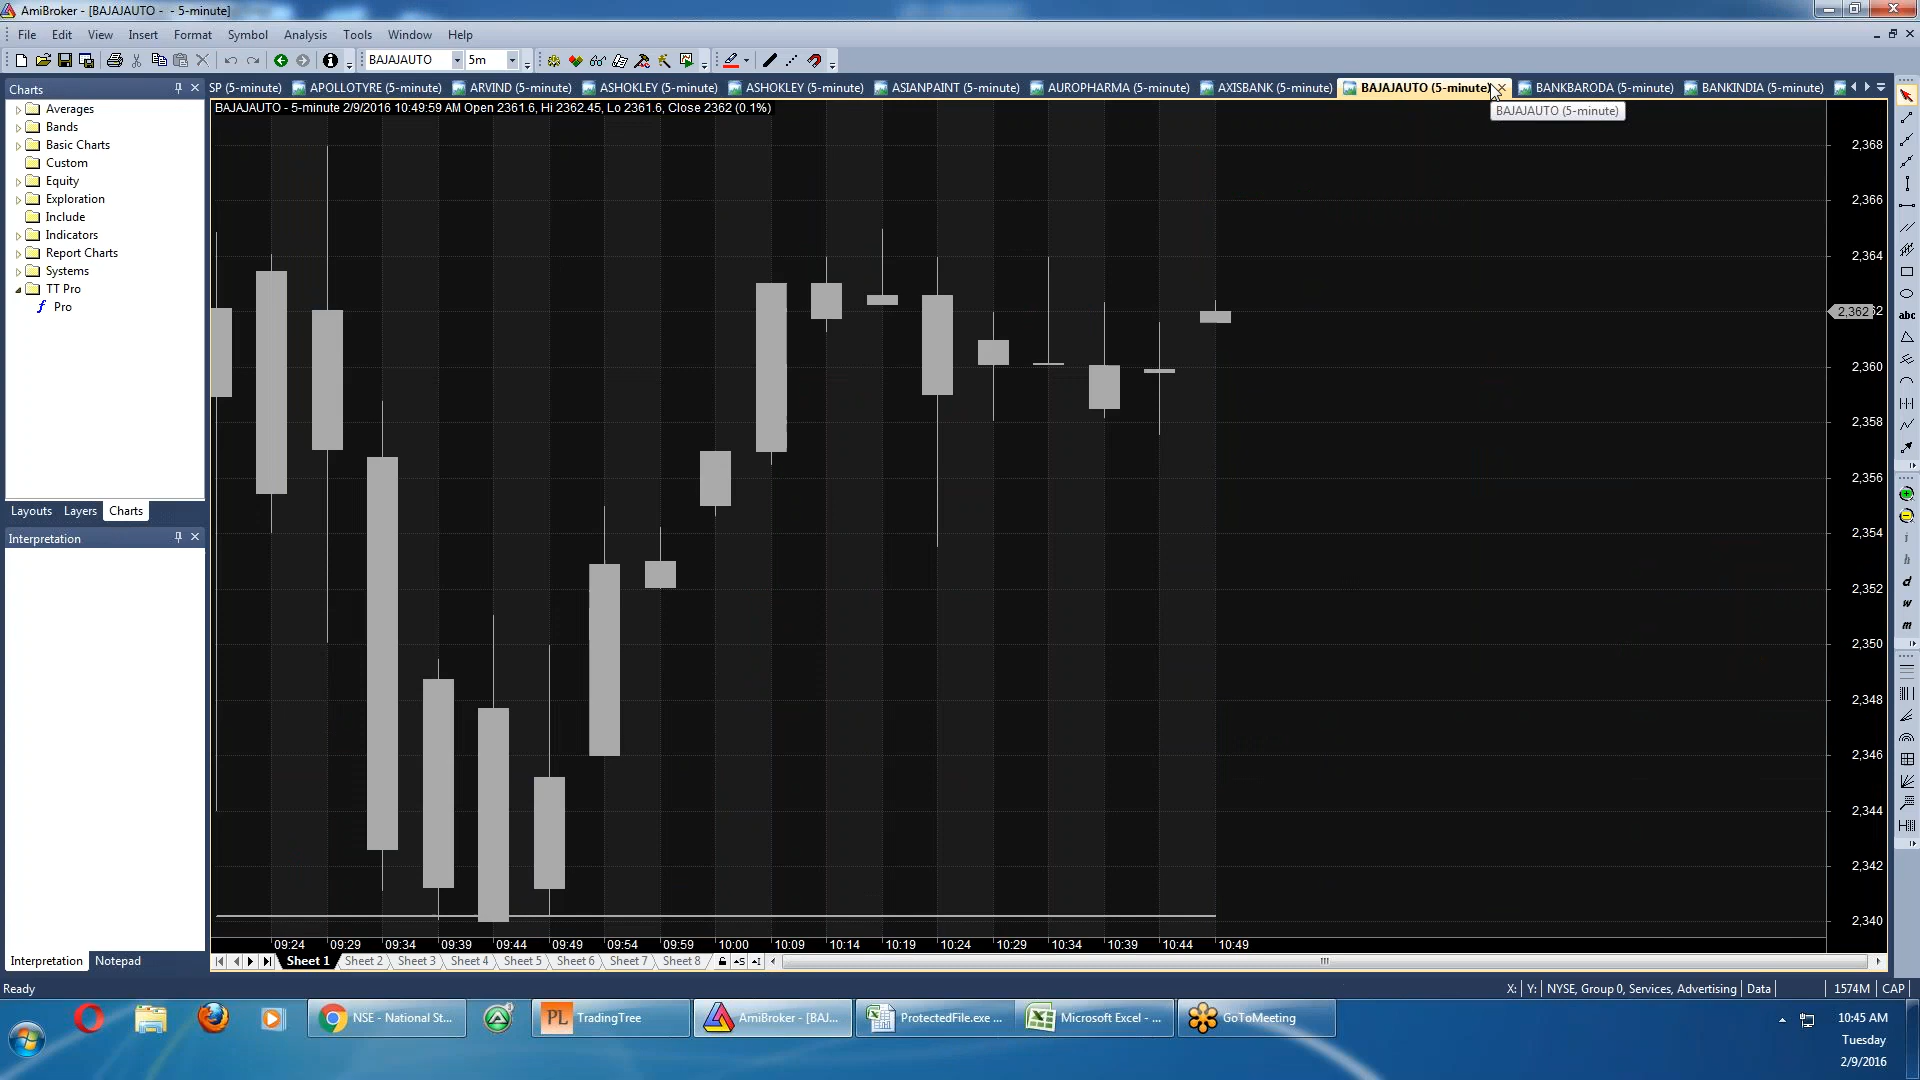 AmiBroker - [BAJAJAUTO - - 5-minute]
File Edit View Insert Format Symbol Analysis Tools Window Help
BAJAJAUTO 5m
Charts
SP (5-minute) APOLLOTYRE (5-minute) ARVIND (5-minute) ASHOKLEY (5-minute) ASHOKLEY (5-minute) ASIANPAINT (5-minute) AUROPHARMA (5-minute) AXISBANK (5-minute) BAJAJAUTO (5-minute) BANKBARODA (5-minute) BANKINDIA (5-minute)
BAJAJAUTO - 5-minute 2/9/2016 10:49:59 AM Open 2361.6, Hi 2362.45, Lo 2361.6, Close 2362 (0.1%)
BAJAJAUTO (5-minute)
Averages
Bands
Basic Charts
Custom
Equity
Exploration
Include
Indicators
Report Charts
Systems
TT Pro
Pro
Layouts Layers Charts
Interpretation
Interpretation Notepad
2,368
2,366
2,364
2,362
2,360
2,358
2,356
2,354
2,352
2,350
2,348
2,346
2,344
2,342
2,340
abc
i
h
d
w
m
09:24 09:29 09:34 09:39 09:44 09:49 09:54 09:59 10:00 10:09 10:14 10:19 10:24 10:29 10:34 10:39 10:44 10:49
Sheet 1 Sheet 2 Sheet 3 Sheet 4 Sheet 5 Sheet 6 Sheet 7 Sheet 8
Ready
X: Y: NYSE, Group 0, Services, Advertising Data 1574M CAP
NSE - National St...
PL TradingTree
AmiBroker - [BAJ...
ProtectedFile.exe ...
Microsoft Excel - ...
GoToMeeting
10:45 AM
Tuesday
2/9/2016